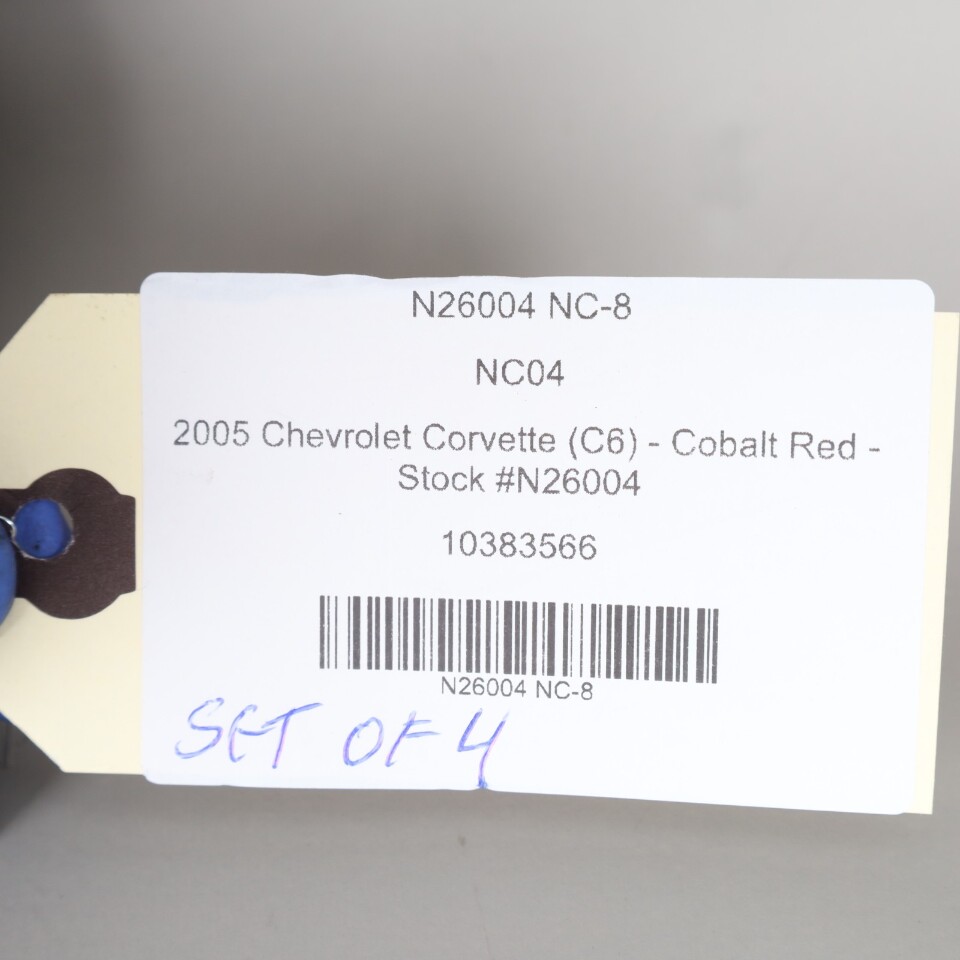 N26004 NC-8
NC04
2005 Chevrolet Corvette (C6) - Cobalt Red -
Stock #N26004
10383566
N26004 NC-8
SET OF 4